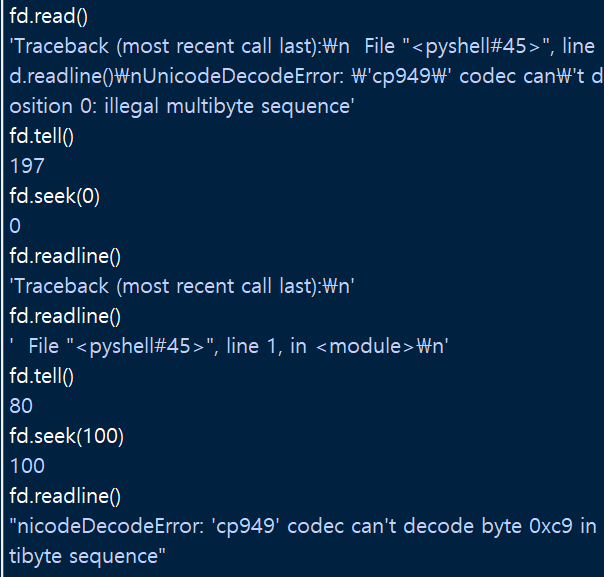 fd.read()
'Traceback (most recent call last):₩n  File "<pyshell#45>", line
d.readline()₩nUnicodeDecodeError: ₩'cp949₩' codec can₩'t d
osition 0: illegal multibyte sequence'
fd.tell()
197
fd.seek(0)
0
fd.readline()
'Traceback (most recent call last):₩n'
fd.readline()
'  File "<pyshell#45>", line 1, in <module>₩n'
fd.tell()
80
fd.seek(100)
100
fd.readline()
"nicodeDecodeError: 'cp949' codec can't decode byte 0xc9 in
tibyte sequence"